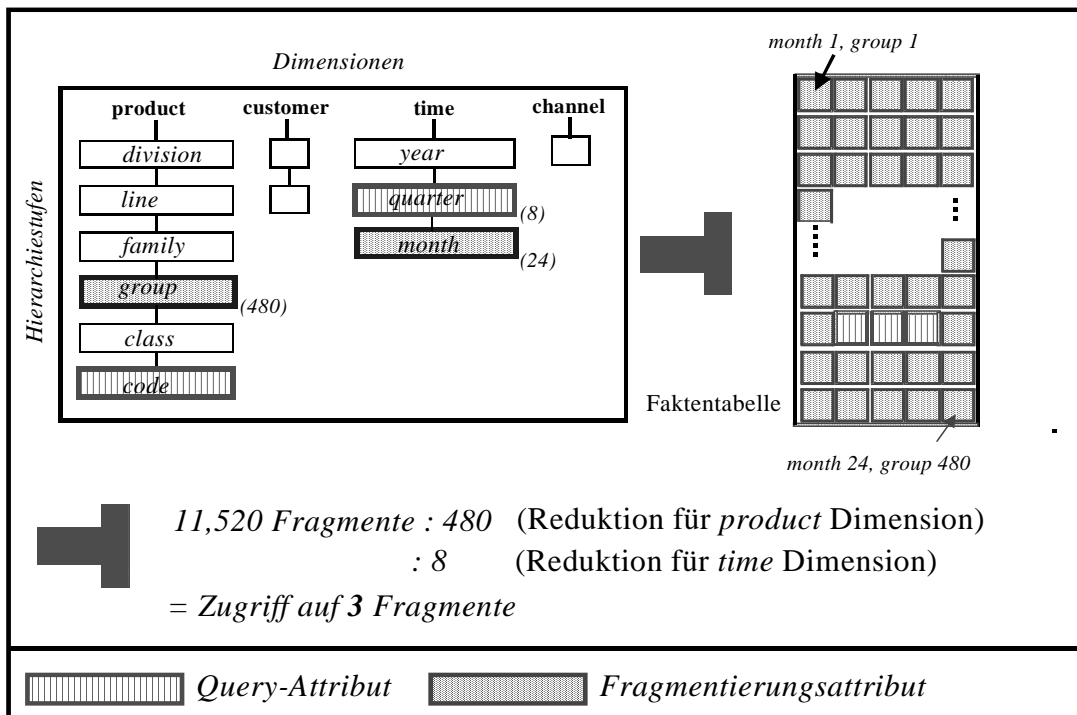 month 1, group 1
Dimensionen
product customer time channel
Hierarchiestufen
division year
line quarter (8)
family month (24)
group (480)
class
code
Faktentabelle
month 24, group 480
11,520 Fragmente : 480 (Reduktion für product Dimension)
: 8 (Reduktion für time Dimension)
= Zugriff auf 3 Fragmente
Query-Attribut Fragmentierungsattribut